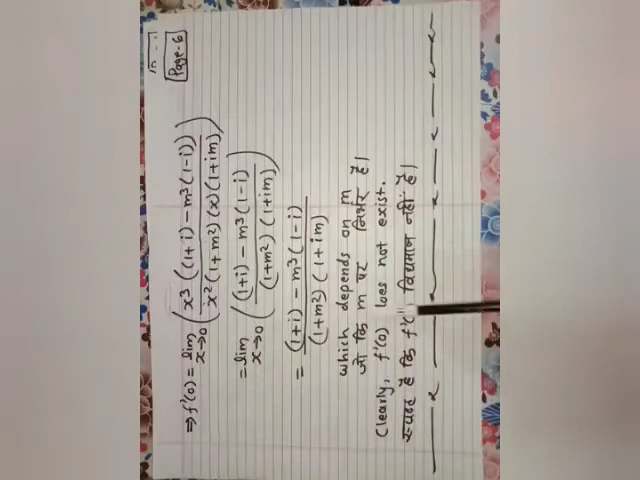 Page-6
⇒ f'(0) = lim x→0 ( x³((1+i) - m³(1-i)) / x²(1+m²)(x)(1+im) )
= lim x→0 ( (1+i) - m³(1-i) / (1+m²)(1+im) )
= (1+i) - m³(1-i) / (1+m²)(1+im)
which depends on m
जो कि m पर निर्भर है।
Clearly, f'(0) does not exist.
स्पष्ट है कि f'( विद्यमान नहीं है।